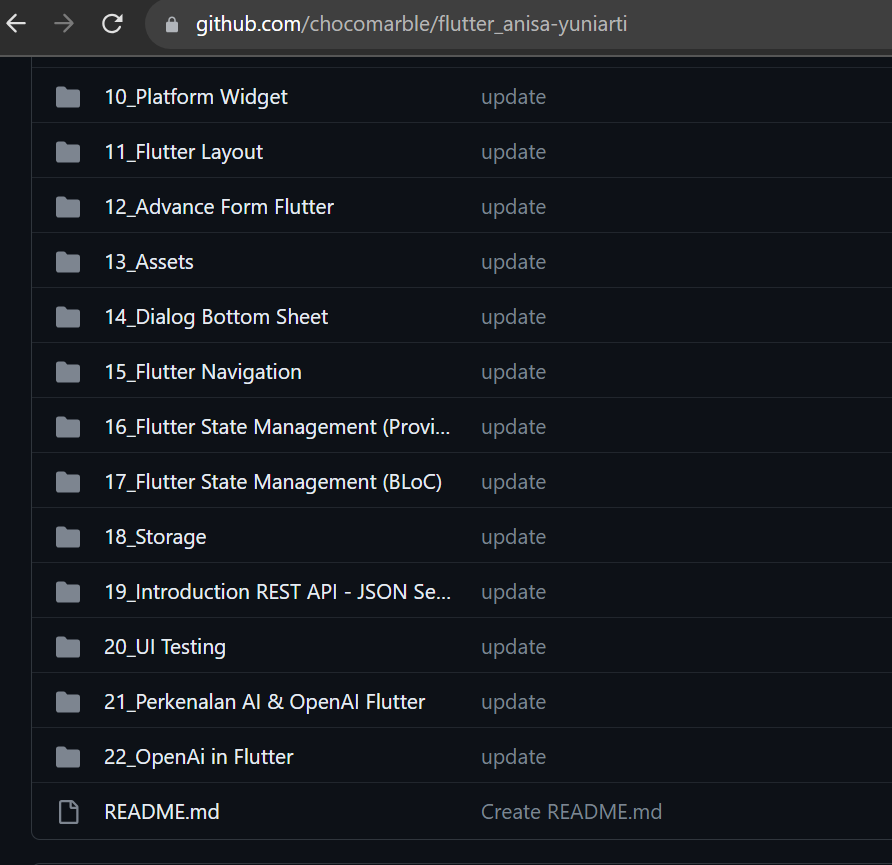 github.com/chocomarble/flutter_anisa-yuniarti
10_Platform Widget update
11_Flutter Layout update
12_Advance Form Flutter update
13_Assets update
14_Dialog Bottom Sheet update
15_Flutter Navigation update
16_Flutter State Management (Provi... update
17_Flutter State Management (BLoC) update
18_Storage update
19_Introduction REST API - JSON Se... update
20_UI Testing update
21_Perkenalan AI & OpenAI Flutter update
22_OpenAi in Flutter update
README.md Create README.md